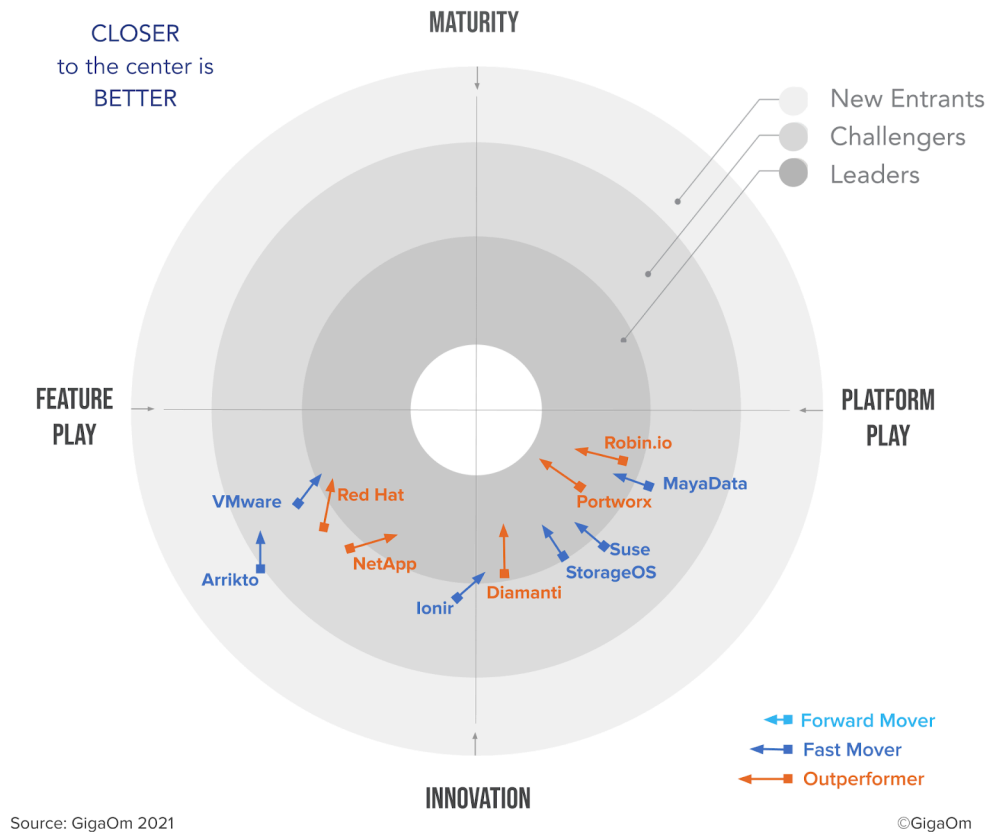 MATURITY
CLOSER
to the center is
BETTER
New Entrants
Challengers
Leaders
FEATURE
PLAY
PLATFORM
PLAY
Robin.io
MayaData
VMware
Red Hat
Portworx
Suse
NetApp
StorageOS
Arrikto
Diamanti
Ionir
Forward Mover
Fast Mover
Outperformer
INNOVATION
Source: GigaOm 2021
©GigaOm